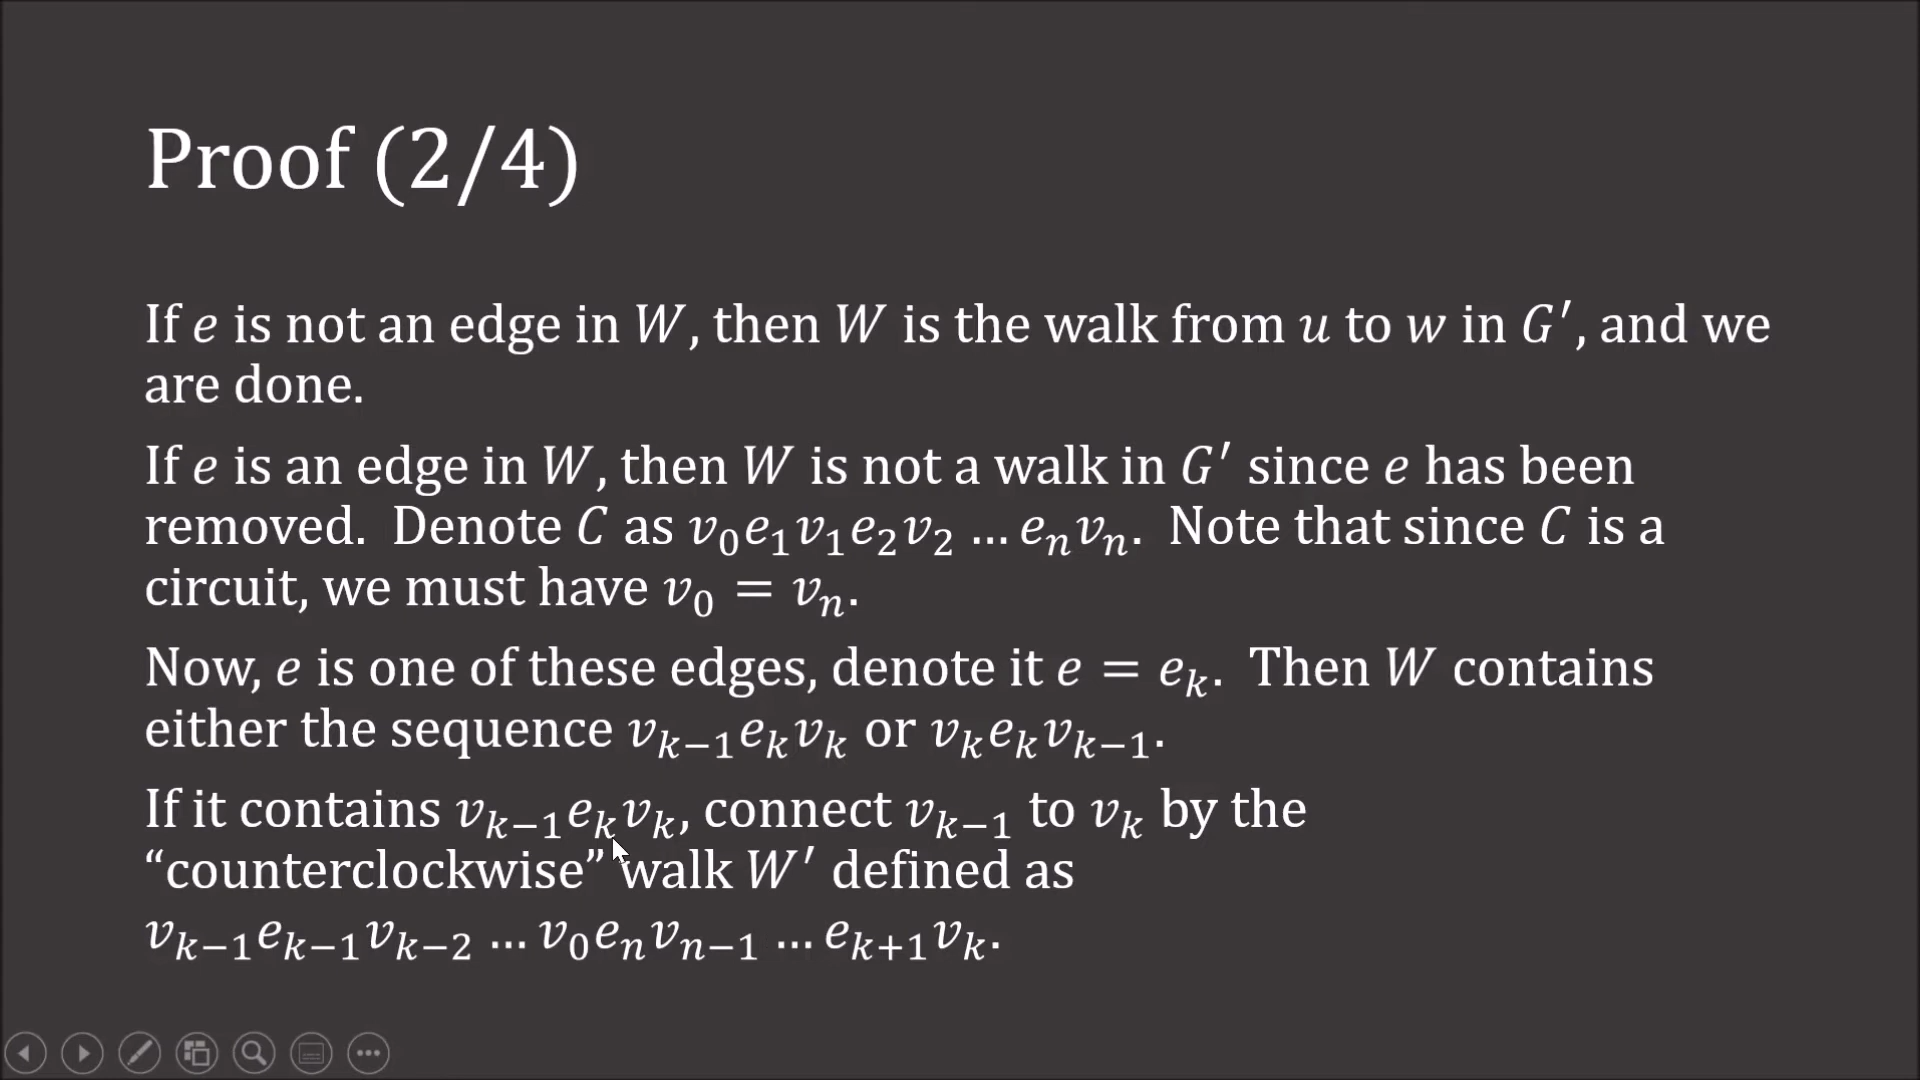 Proof (2/4)
If e is not an edge in W, then W is the walk from u to w in G′, and we
are done.
If e is an edge in W, then W is not a walk in G′ since e has been
removed. Denote C as v₀e₁v₁e₂v₂ … eₙvₙ. Note that since C is a
circuit, we must have v₀ = vₙ.
Now, e is one of these edges, denote it e = eₖ. Then W contains
either the sequence vₖ₋₁eₖvₖ or vₖeₖvₖ₋₁.
If it contains vₖ₋₁eₖvₖ, connect vₖ₋₁ to vₖ by the
“counterclockwise” walk W′ defined as
vₖ₋₁eₖ₋₁vₖ₋₂ … v₀eₙvₙ₋₁ … eₖ₊₁vₖ.